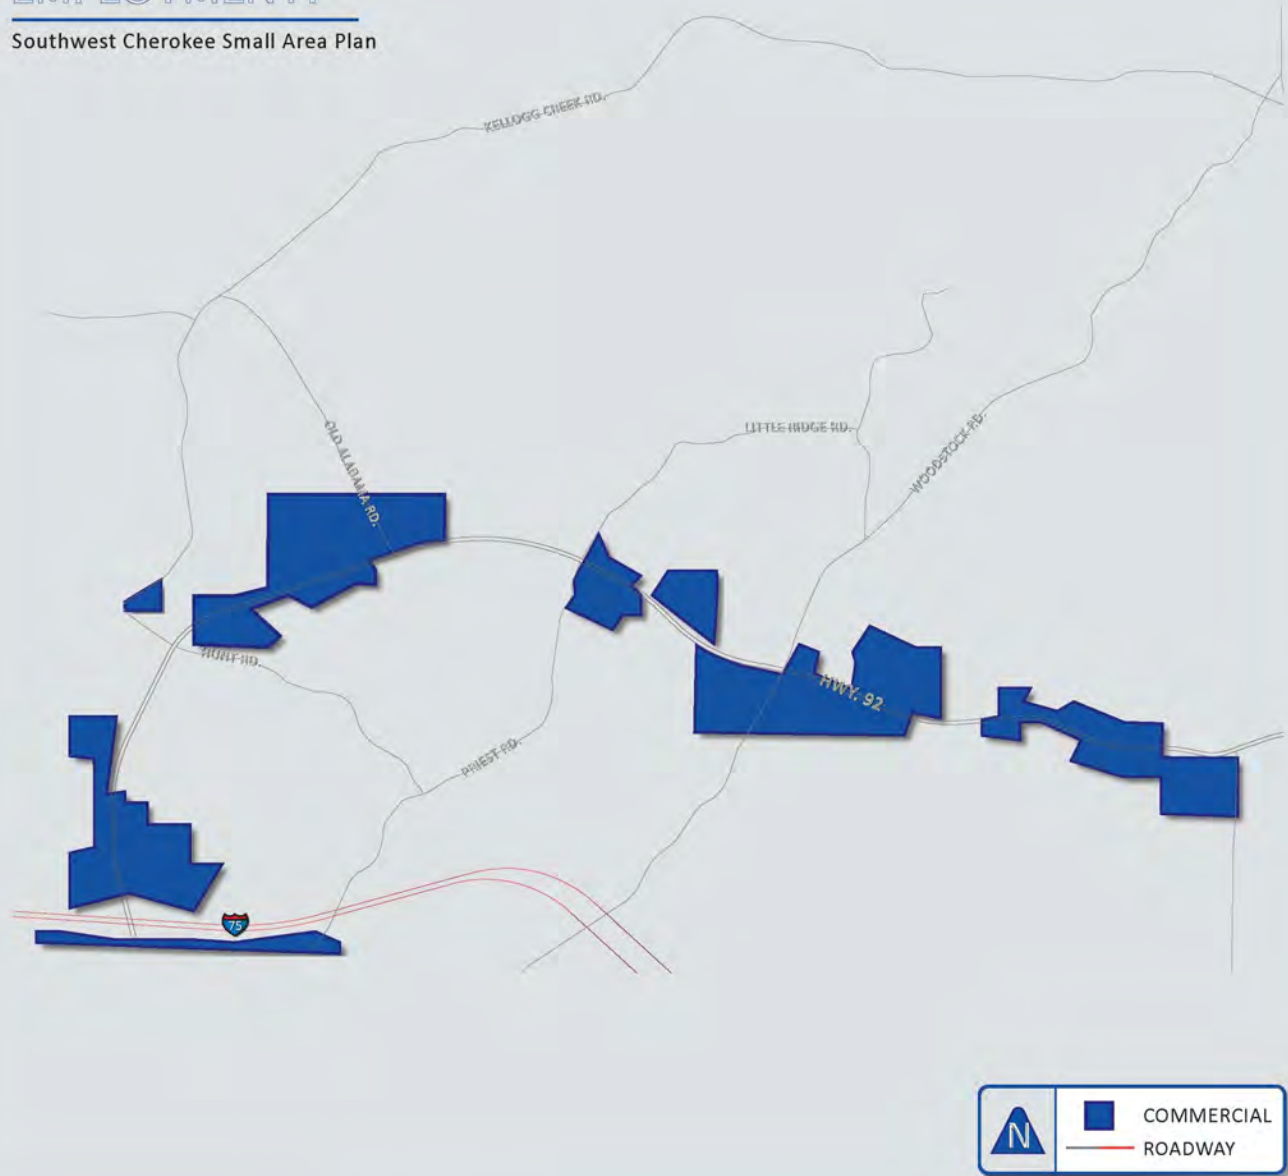 Southwest Cherokee Small Area Plan
KELLOGG CREEK RD.
OLD ALABAMA RD.
LITTLE RIDGE RD.
WOODSTOCK RD.
HUNT RD.
HWY. 92
PRIEST RD.
75
N
COMMERCIAL
ROADWAY